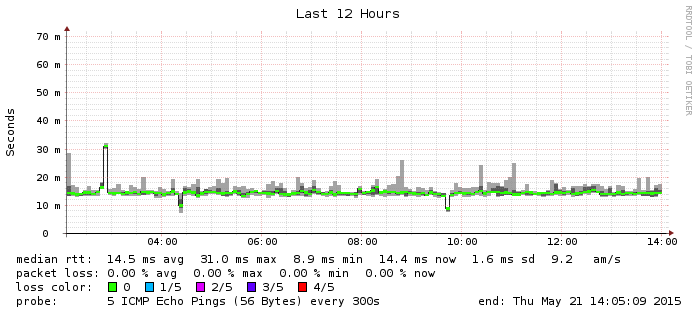 Last 12 Hours
RRDTOOL / TOBI OETIKER
Seconds
70 m
60 m
50 m
40 m
30 m
20 m
10 m
0
04:00 06:00 08:00 10:00 12:00 14:00
median rtt: 14.5 ms avg 31.0 ms max 8.9 ms min 14.4 ms now 1.6 ms sd 9.2 am/s
packet loss: 0.00 % avg 0.00 % max 0.00 % min 0.00 % now
loss color: 0 1/5 2/5 3/5 4/5
probe: 5 ICMP Echo Pings (56 Bytes) every 300s end: Thu May 21 14:05:09 2015